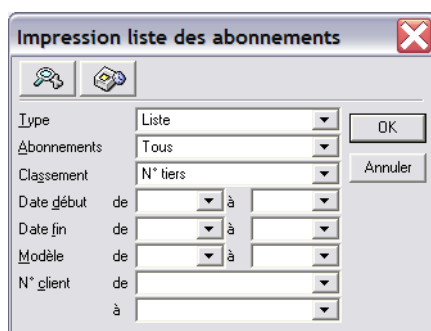 Impression liste des abonnements
Type Liste OK
Abonnements Tous
Classement N° tiers Annuler
Date début de à
Date fin de à
Modèle de à
N° client de
à